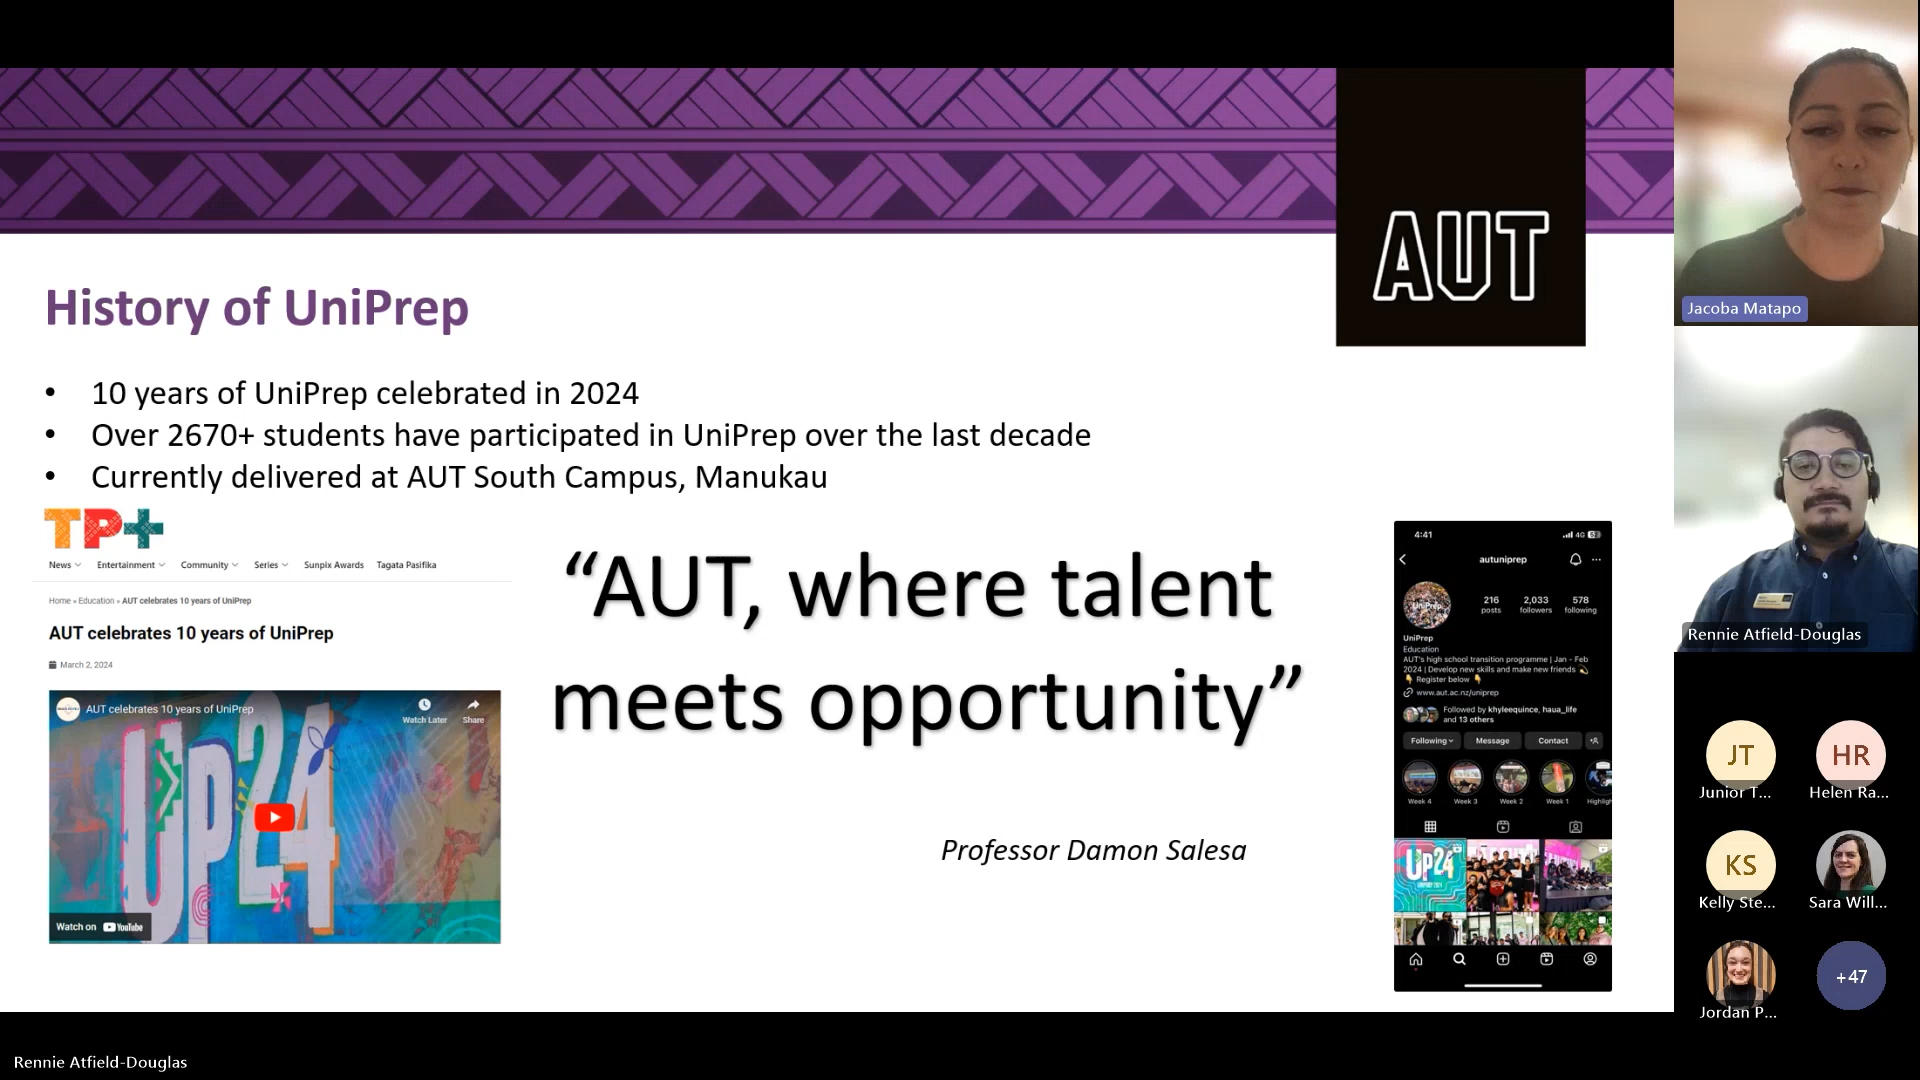 AUT
History of UniPrep
• 10 years of UniPrep celebrated in 2024
• Over 2670+ students have participated in UniPrep over the last decade
• Currently delivered at AUT South Campus, Manukau
TP+
News Entertainment Community Series Sunpix Awards Tagata Pasifika
Home » Education » AUT celebrates 10 years of UniPrep
AUT celebrates 10 years of UniPrep
March 2, 2024
AUT celebrates 10 years of UniPrep
Watch Later Share
UP24
Watch on YouTube
“AUT, where talent
meets opportunity”
Professor Damon Salesa
4:41 4G
autuniprep
UniPrep
216 2,033 578
posts followers following
UniPrep
Education
AUT's high school transition programme | Jan - Feb
2024 | Develop new skills and make new friends
Register below
www.aut.ac.nz/uniprep
Followed by khyleequince, haua_life
and 13 others
Following Message Contact
Week 4 Week 3 Week 2 Week 1 Highligh
UP24
UNIPREP 2024
Jacoba Matapo
Rennie Atfield-Douglas
JT HR
Junior T... Helen Ra...
KS
Kelly Ste... Sara Will...
+47
Jordan P...
Rennie Atfield-Douglas